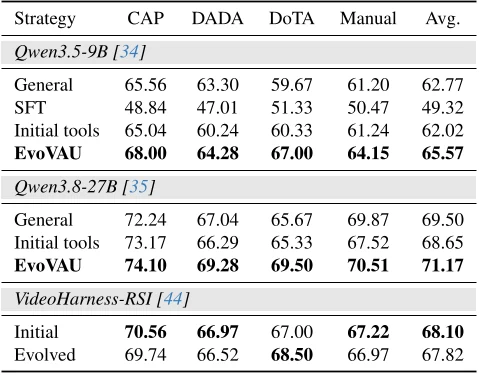 Strategy CAP DADA DoTA Manual Avg.
Qwen3.5-9B [34]
General 65.56 63.30 59.67 61.20 62.77
SFT 48.84 47.01 51.33 50.47 49.32
Initial tools 65.04 60.24 60.33 61.24 62.02
EvoVAU 68.00 64.28 67.00 64.15 65.57
Qwen3.8-27B [35]
General 72.24 67.04 65.67 69.87 69.50
Initial tools 73.17 66.29 65.33 67.52 68.65
EvoVAU 74.10 69.28 69.50 70.51 71.17
VideoHarness-RSI [44]
Initial 70.56 66.97 67.00 67.22 68.10
Evolved 69.74 66.52 68.50 66.97 67.82